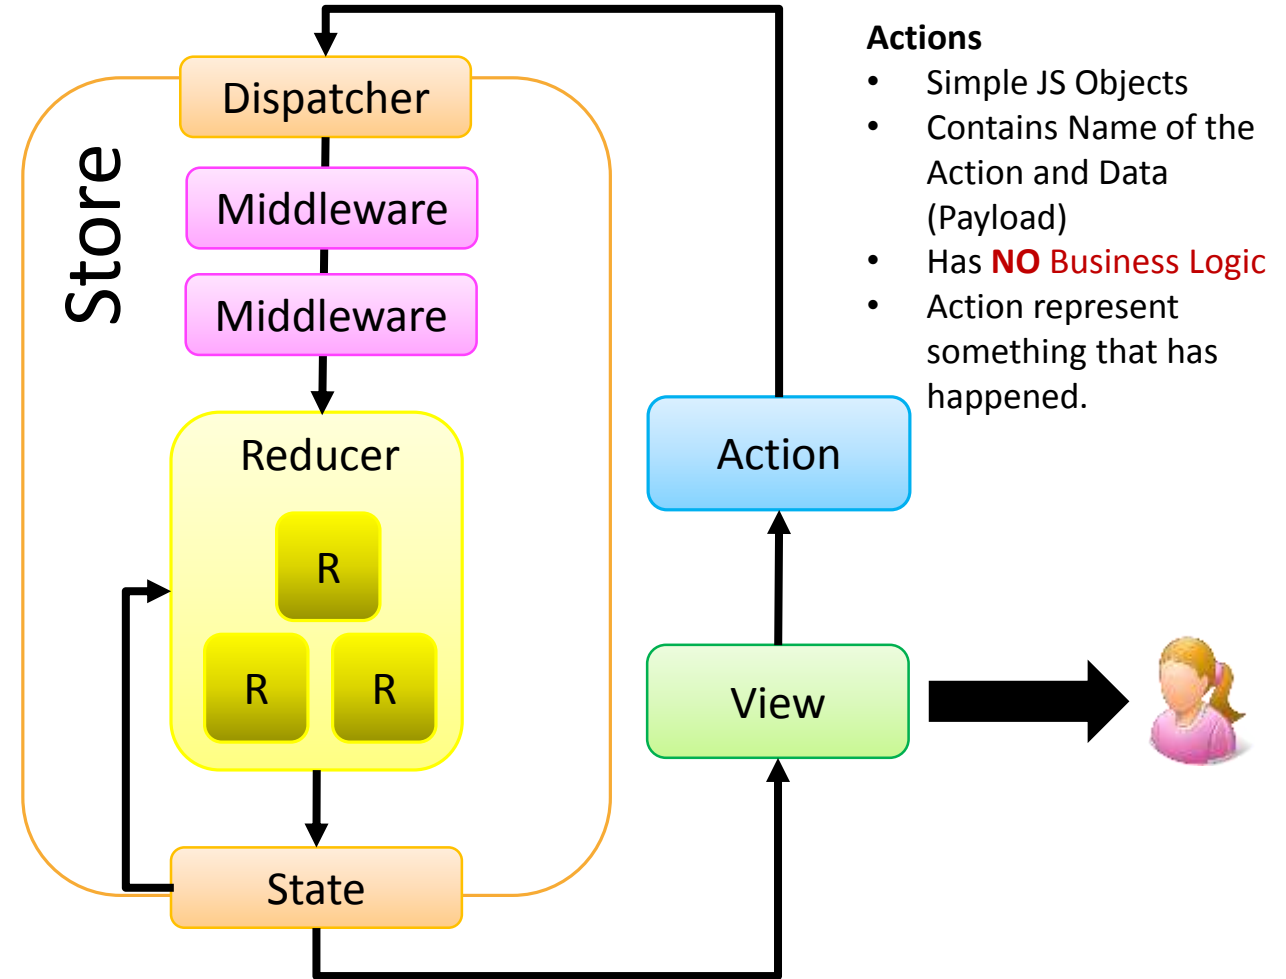 Dispatcher
Store
Middleware
Middleware
Reducer
R
R
R
State
Action
View
Actions
• Simple JS Objects
• Contains Name of the
Action and Data
(Payload)
• Has NO Business Logic
• Action represent
something that has
happened.